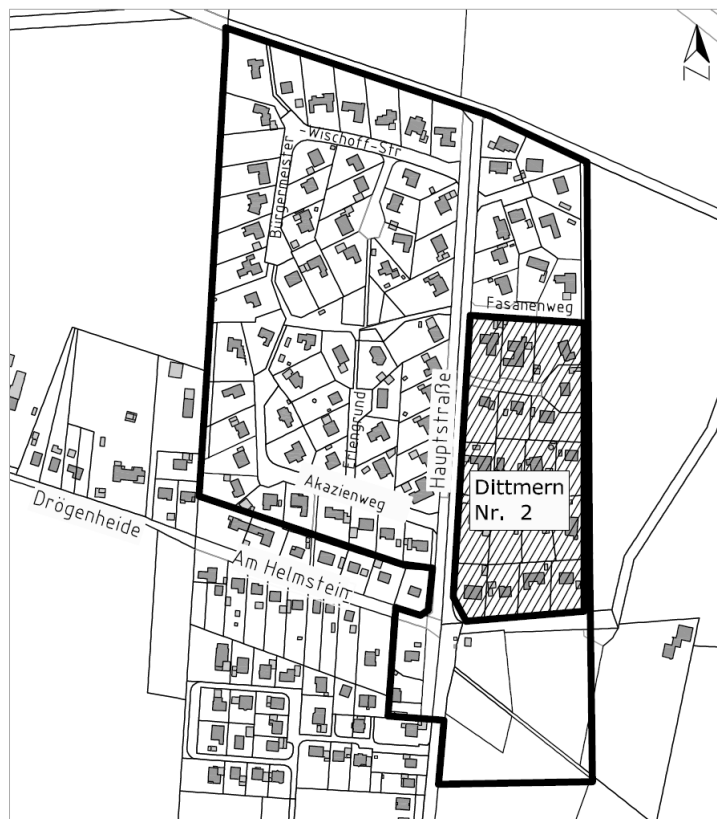 N
Bürgermeister
-Wischoff-Str
Fasanenweg
Hauptstraße
Erlengrund
Akazienweg
Dittmern
Nr. 2
Drögenheide
Am Helmstein